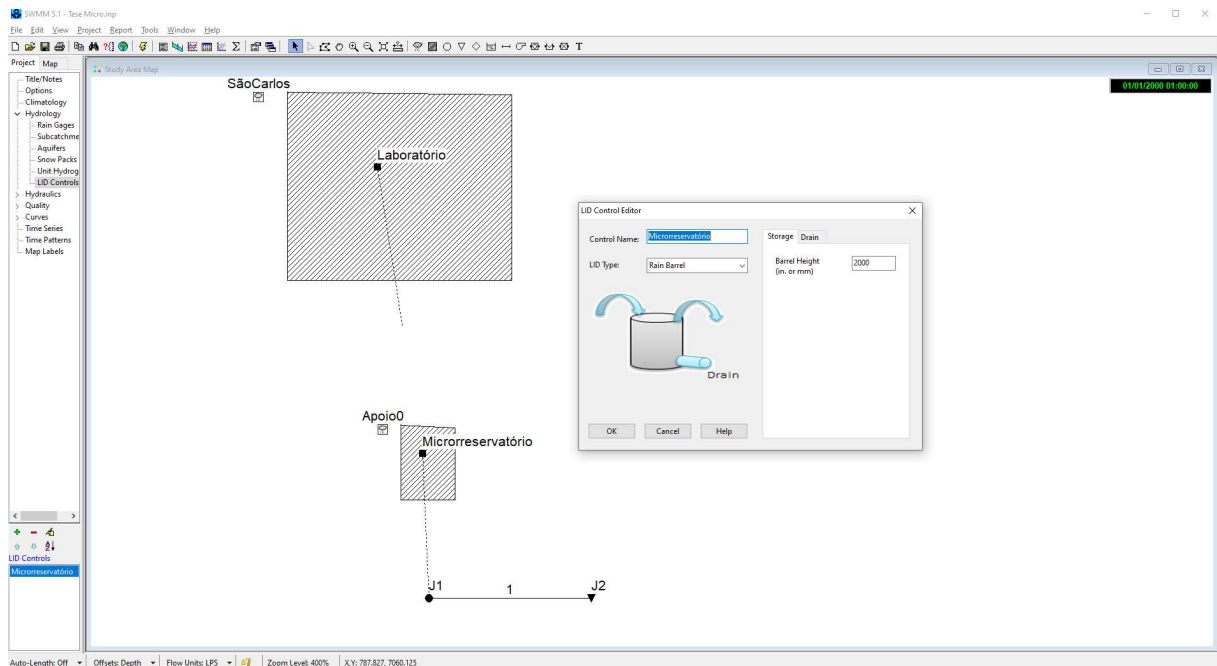 SWMM 5.1 - Tese Micro.inp
File Edit View Project Report Tools Window Help
Project Map
Study Area Map
01/01/2000 01:00:00
Title/Notes
Options
Climatology
Hydrology
Rain Gages
Subcatchme
Aquifers
Snow Packs
Unit Hydrog
LID Controls
Hydraulics
Quality
Curves
Time Series
Time Patterns
Map Labels
SãoCarlos
Laboratório
Apoio0
Microrreservatório
J1
1
J2
LID Control Editor
Control Name: Microrreservatório
LID Type: Rain Barrel
Drain
OK Cancel Help
Storage Drain
Barrel Height 2000
(in. or mm)
LID Controls
Microrreservatório
Auto-Length: Off Offsets: Depth Flow Units: LPS Zoom Level: 400% X,Y: 787.827, 7060.125